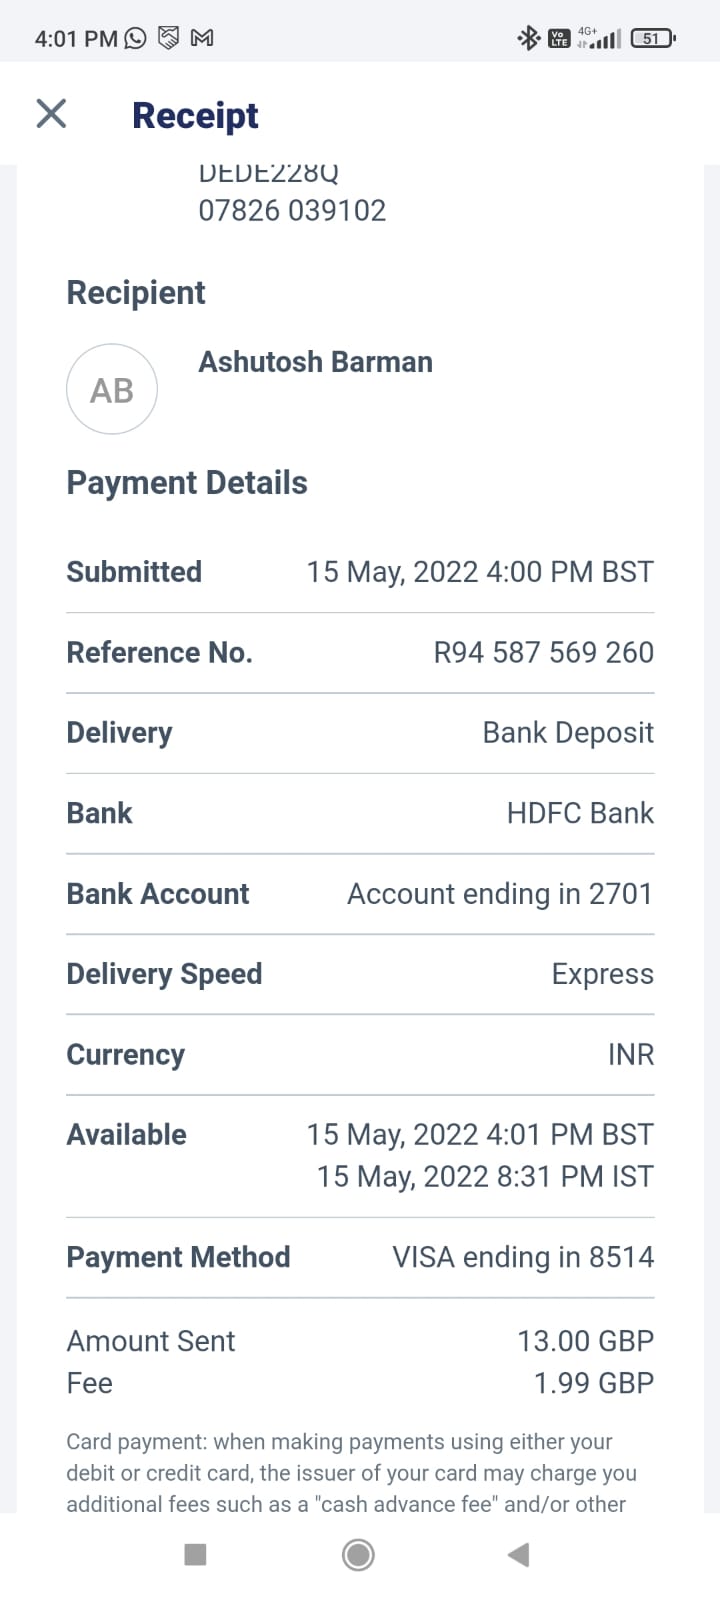 4:01 PM
Vo LTE 4G+ 51
Receipt
DEDE228Q
07826 039102
Recipient
AB
Ashutosh Barman
Payment Details
Submitted 15 May, 2022 4:00 PM BST
Reference No. R94 587 569 260
Delivery Bank Deposit
Bank HDFC Bank
Bank Account Account ending in 2701
Delivery Speed Express
Currency INR
Available 15 May, 2022 4:01 PM BST
15 May, 2022 8:31 PM IST
Payment Method VISA ending in 8514
Amount Sent 13.00 GBP
Fee 1.99 GBP
Card payment: when making payments using either your
debit or credit card, the issuer of your card may charge you
additional fees such as a "cash advance fee" and/or other